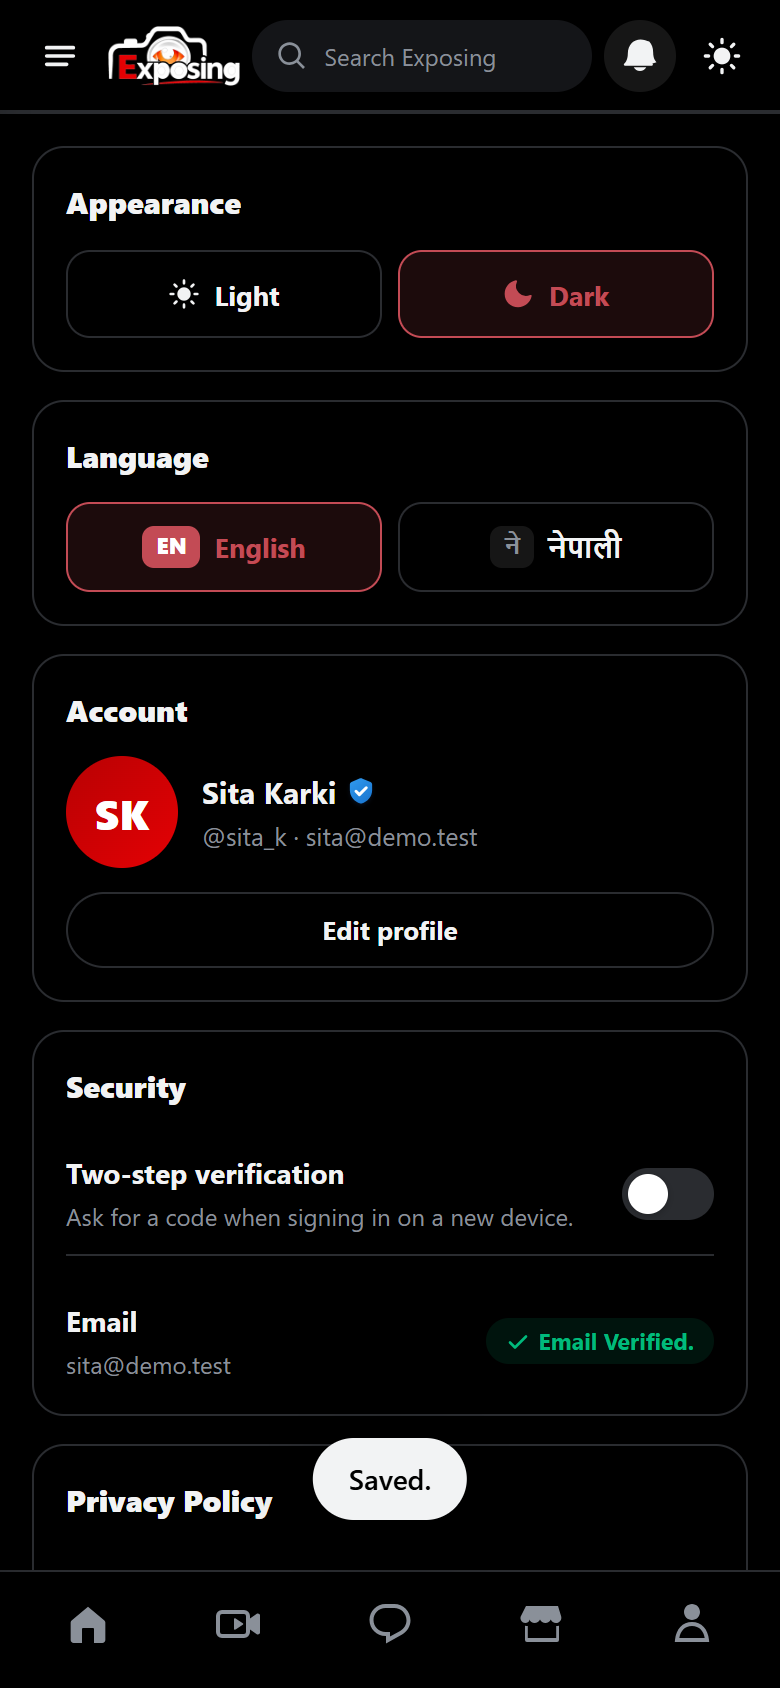 Exposing
Search Exposing
Appearance
Light
Dark
Language
EN English
ने नेपाली
Account
SK
Sita Karki
@sita_k · sita@demo.test
Edit profile
Security
Two-step verification
Ask for a code when signing in on a new device.
Email
sita@demo.test
Email Verified.
Saved.
Privacy Policy